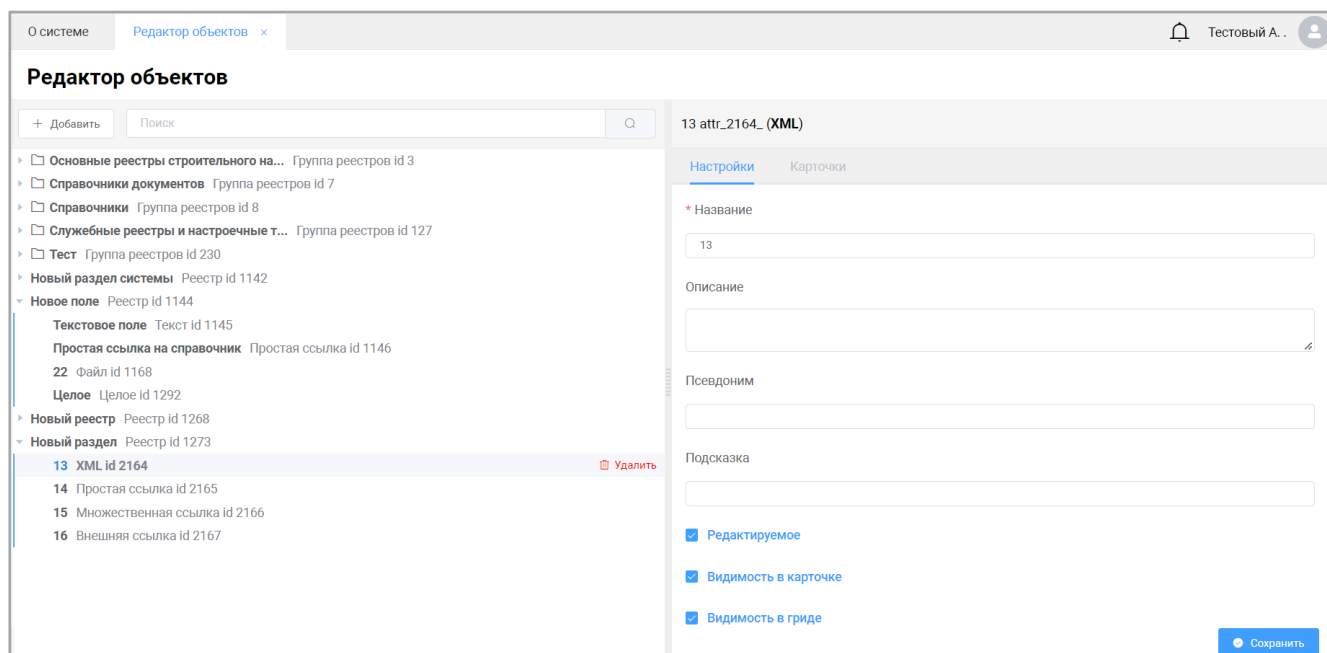 О системе Редактор объектов × Тестовый А. .
Редактор объектов
+ Добавить Поиск
Основные реестры строительного на... Группа реестров id 3
Справочники документов Группа реестров id 7
Справочники Группа реестров id 8
Служебные реестры и настроечные т... Группа реестров id 127
Тест Группа реестров id 230
Новый раздел системы Реестр id 1142
Новое поле Реестр id 1144
Текстовое поле Текст id 1145
Простая ссылка на справочник Простая ссылка id 1146
22 Файл id 1168
Целое Целое id 1292
Новый реестр Реестр id 1268
Новый раздел Реестр id 1273
13 XML id 2164 Удалить
14 Простая ссылка id 2165
15 Множественная ссылка id 2166
16 Внешняя ссылка id 2167
13 attr_2164_ (XML)
Настройки Карточки
* Название
13
Описание
Псевдоним
Подсказка
Редактируемое
Видимость в карточке
Видимость в гриде
Сохранить